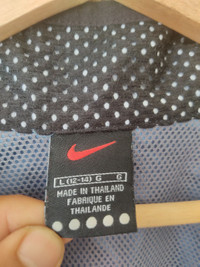 L (12-14) G G
MADE IN THAILAND
FABRIQUE EN
THAILANDE